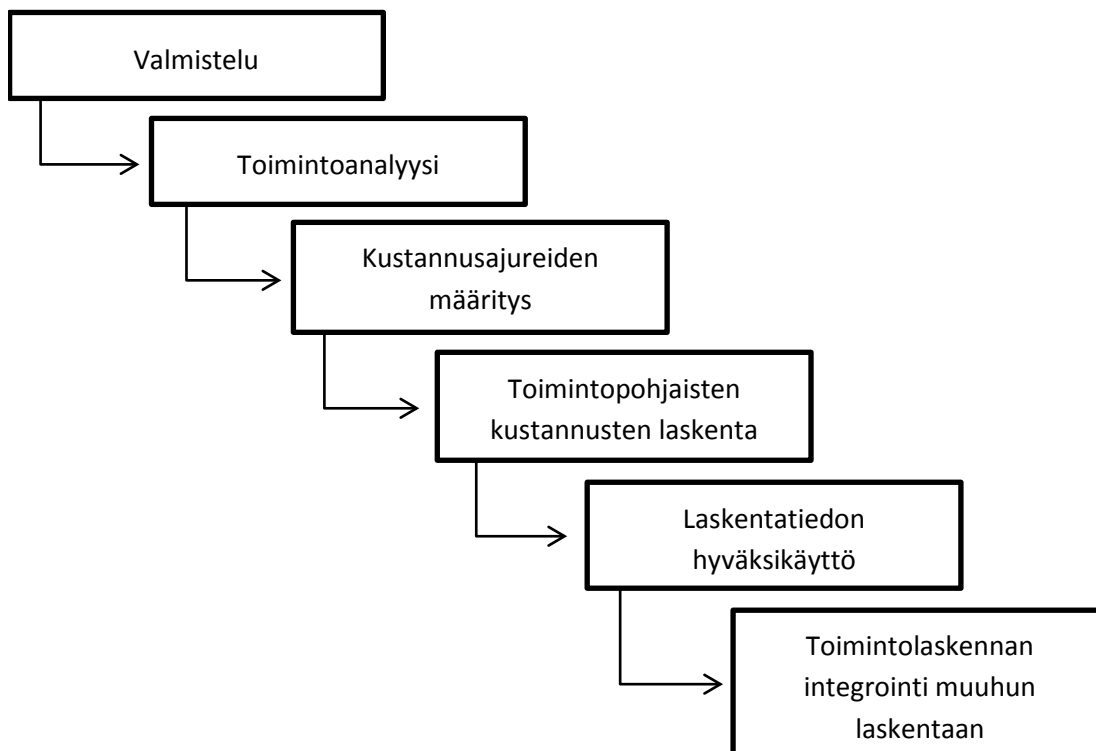 Valmistelu
Toimintoanalyysi
Kustannusajureiden
määritys
Toimintopohjaisten
kustannusten laskenta
Laskentatiedon
hyväksikäyttö
Toimintolaskennan
integrointi muuhun
laskentaan